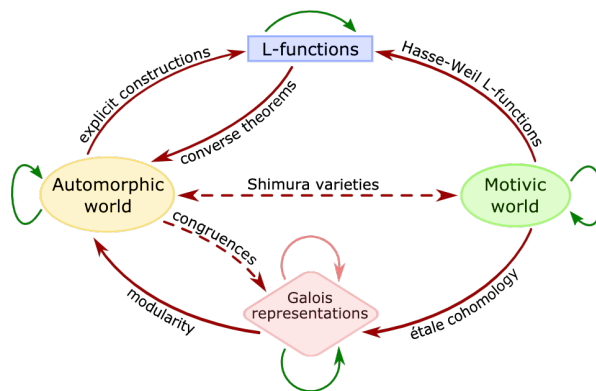 L-functions
explicit constructions
converse theorems
Hasse-Weil L-functions
Automorphic
world
Shimura varieties
Motivic
world
congruences
Galois
representations
modularity
étale cohomology